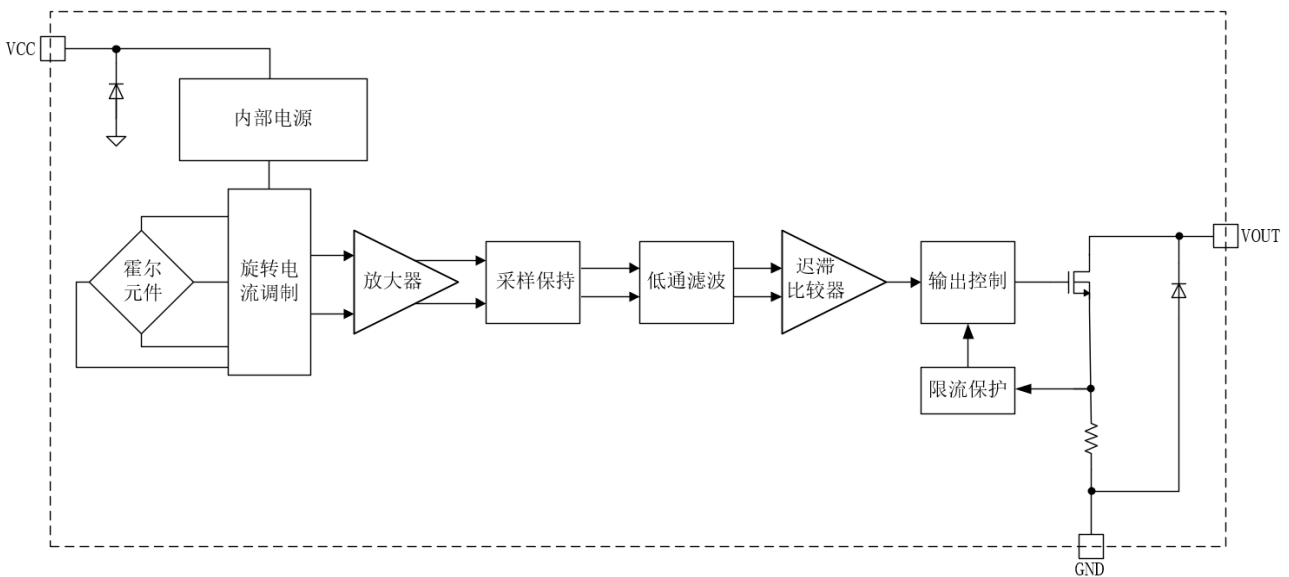 VCC
内部电源
霍尔
元件
旋转电
流调制
放大器
采样保持
低通滤波
迟滞
比较器
输出控制
限流保护
VOUT
GND